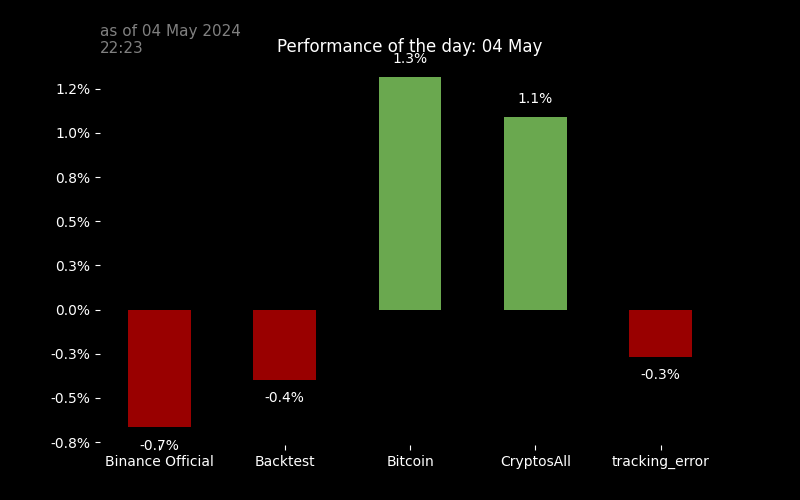 as of 04 May 2024
22:23
Performance of the day: 04 May
1.3%
1.2%
1.1%
1.0%
0.8%
0.5%
0.3%
0.0%
-0.3%
-0.3%
-0.5%
-0.4%
-0.8%
-0.7%
Binance Official
Backtest
Bitcoin
CryptosAll
tracking_error